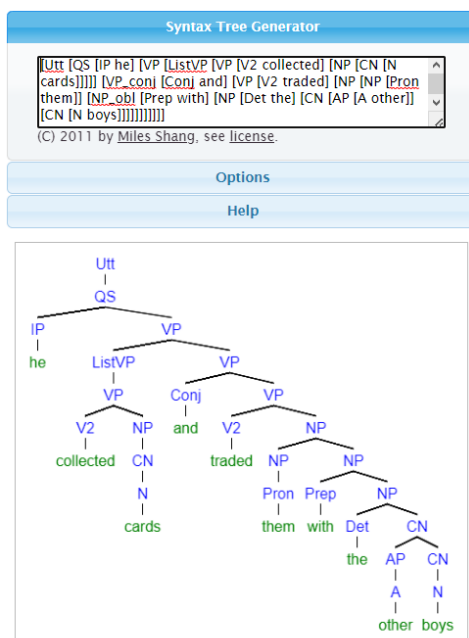 Syntax Tree Generator
[Utt [QS [IP he] [VP [ListVP [VP [V2 collected] [NP [CN [N
cards]]]]] [VP_conj [Conj and] [VP [V2 traded] [NP [NP [Pron
them]] [NP_obl [Prep with] [NP [Det the] [CN [AP [A other]]
[CN [N boys]]]]]]]]]]]
(C) 2011 by Miles Shang, see license.
Options
Help
Utt
QS
IP VP
he ListVP VP
VP Conj VP
V2 NP and V2 NP
collected CN traded NP NP
N Pron Prep NP
cards them with Det CN
the AP CN
A N
other boys